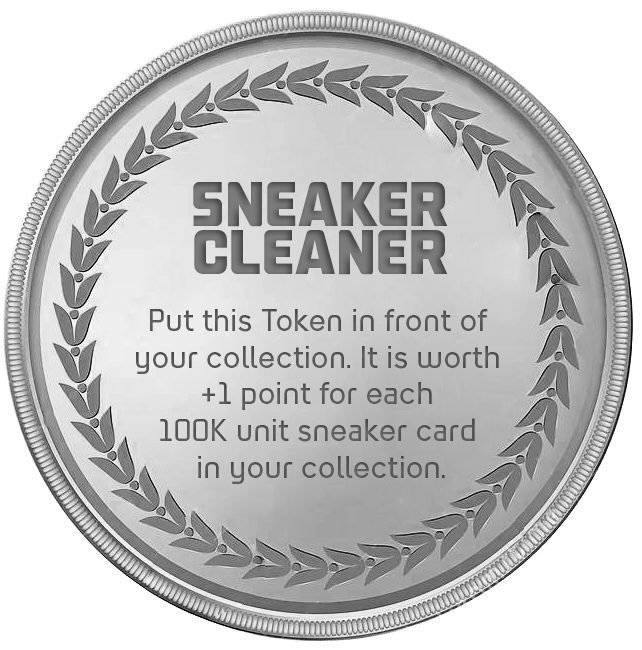 SNEAKER
CLEANER
Put this Token in front of
your collection. It is worth
+1 point for each
100K unit sneaker card
in your collection.